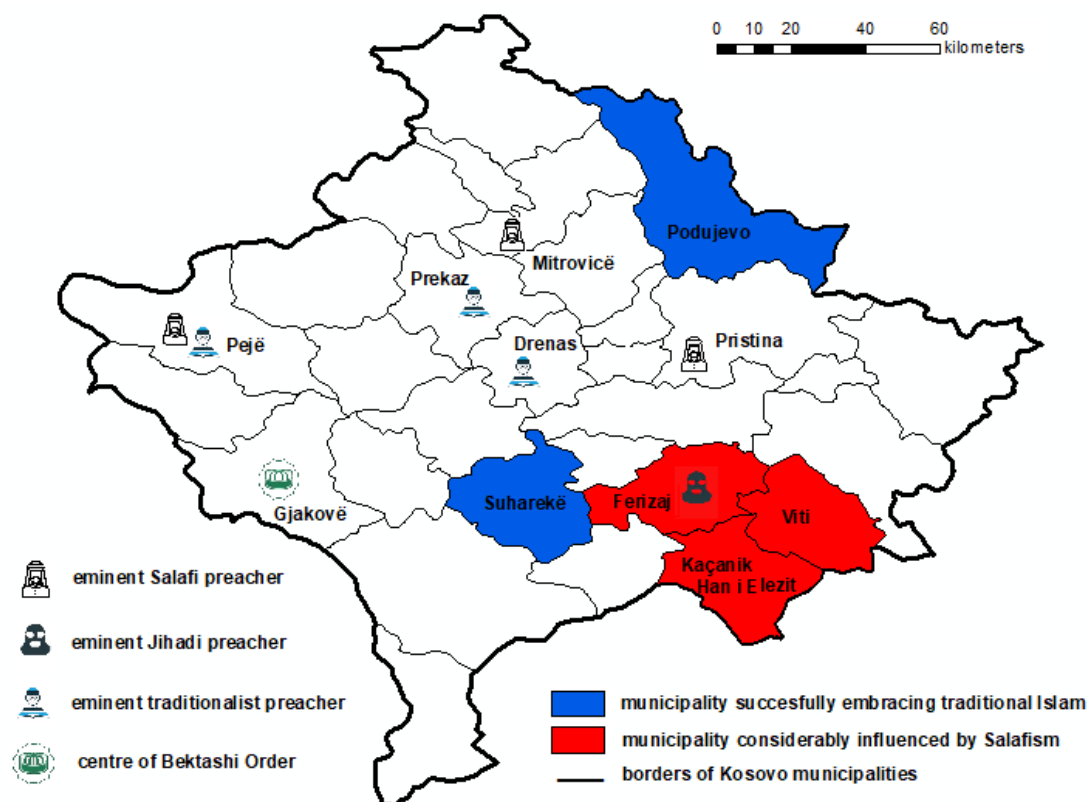 0 10 20 40 60
kilometers
Podujevo
Mitrovicë
Prekaz
Drenas
Pristina
Pejë
Gjakovë
Suharekë
Ferizaj
Viti
Kaçanik
Han i Elezit
eminent Salafi preacher
eminent Jihadi preacher
eminent traditionalist preacher
centre of Bektashi Order
municipality succesfully embracing traditional Islam
municipality considerably influenced by Salafism
borders of Kosovo municipalities